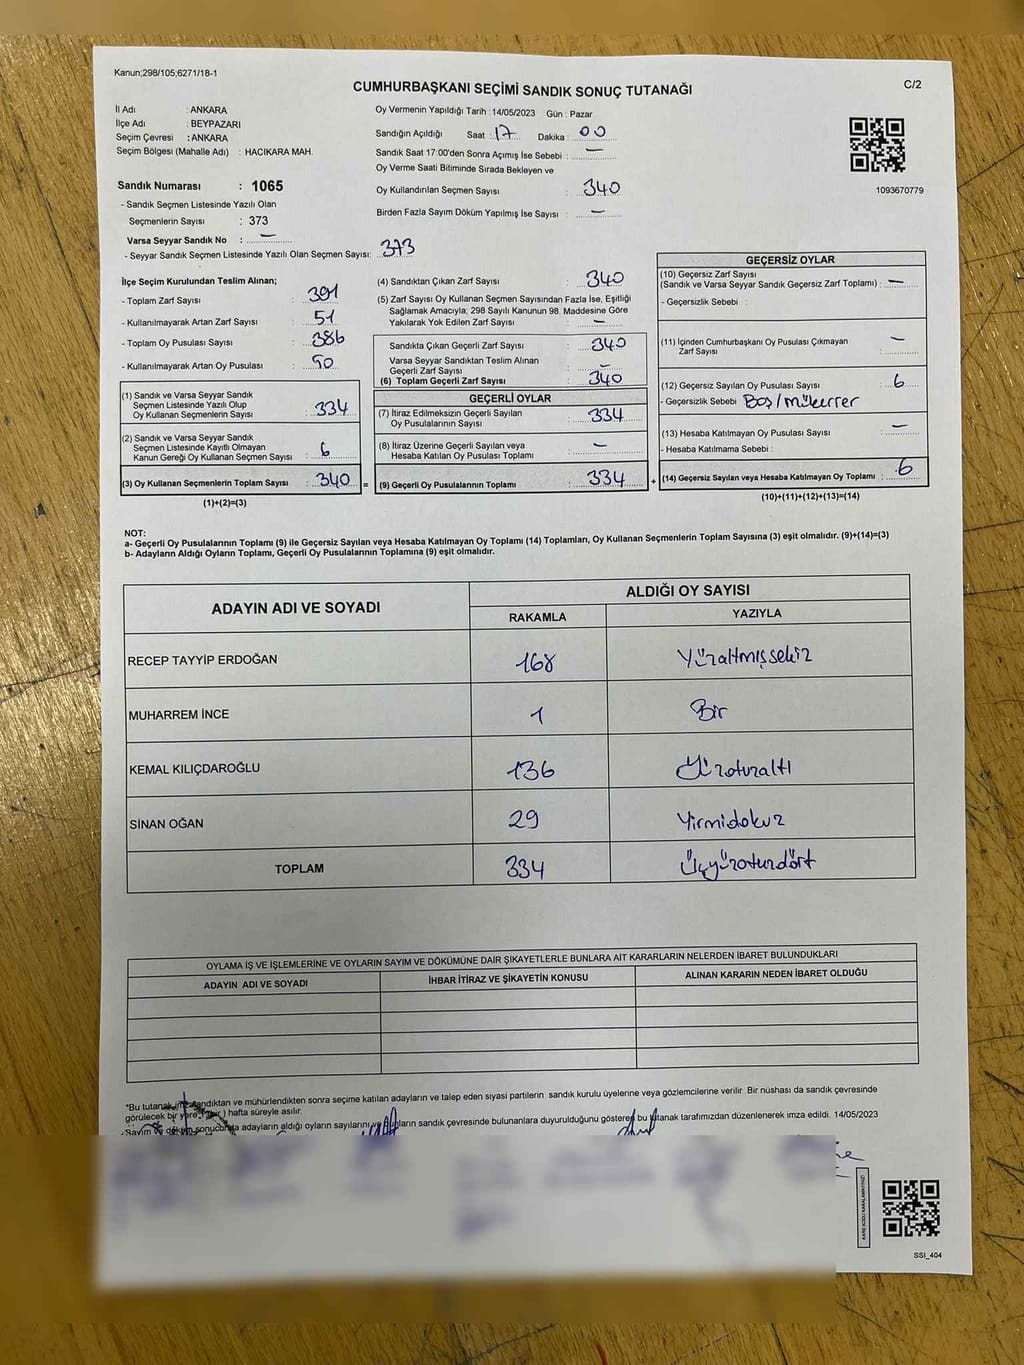 Kanun;298/105;6271/18-1
CUMHURBAŞKANI SEÇİMİ SANDIK SONUÇ TUTANAĞI
C/2
İl Adı : ANKARA
İlçe Adı : BEYPAZARI
Seçim Çevresi : ANKARA
Seçim Bölgesi (Mahalle Adı) : HACIKARA MAH.
Oy Vermenin Yapıldığı Tarih : 14/05/2023 Gün : Pazar
Sandığın Açıldığı Saat : 17 Dakika : 00
Sandık Saat 17:00'den Sonra Açımış İse Sebebi : —
Oy Verme Saati Bitiminde Sırada Bekleyen ve
Oy Kullandırılan Seçmen Sayısı : 340
Birden Fazla Sayım Döküm Yapılmış İse Sayısı : —
1093670779
Sandık Numarası : 1065
- Sandık Seçmen Listesinde Yazılı Olan
Seçmenlerin Sayısı : 373
Varsa Seyyar Sandık No : —
- Seyyar Sandık Seçmen Listesinde Yazılı Olan Seçmen Sayısı: 373
İlçe Seçim Kurulundan Teslim Alınan;
- Toplam Zarf Sayısı : 391
- Kullanılmayarak Artan Zarf Sayısı : 51
- Toplam Oy Pusulası Sayısı : 386
- Kullanılmayarak Artan Oy Pusulası : 50
(1) Sandık ve Varsa Seyyar Sandık
Seçmen Listesinde Yazılı Olup
Oy Kullanan Seçmenlerin Sayısı : 334
(2) Sandık ve Varsa Seyyar Sandık
Seçmen Listesinde Kayıtlı Olmayan
Kanun Gereği Oy Kullanan Seçmen Sayısı : 6
(3) Oy Kullanan Seçmenlerin Toplam Sayısı : 340 =
(1)+(2)=(3)
(4) Sandıktan Çıkan Zarf Sayısı : 340
(5) Zarf Sayısı Oy Kullanan Seçmen Sayısından Fazla İse, Eşitliği
Sağlamak Amacıyla; 298 Sayılı Kanunun 98. Maddesine Göre
Yakılarak Yok Edilen Zarf Sayısı : —
Sandıkta Çıkan Geçerli Zarf Sayısı : 340
Varsa Seyyar Sandıktan Teslim Alınan
Geçerli Zarf Sayısı : —
(6) Toplam Geçerli Zarf Sayısı : 340
GEÇERLİ OYLAR
(7) İtiraz Edilmeksizin Geçerli Sayılan
Oy Pusulalarının Sayısı : 334
(8) İtiraz Üzerine Geçerli Sayılan veya
Hesaba Katılan Oy Pusulası Toplamı : —
(9) Geçerli Oy Pusulalarının Toplamı : 334 +
GEÇERSİZ OYLAR
(10) Geçersiz Zarf Sayısı
(Sandık ve Varsa Seyyar Sandık Geçersiz Zarf Toplamı) : —
- Geçersizlik Sebebi :
(11) İçinden Cumhurbaşkanı Oy Pusulası Çıkmayan
Zarf Sayısı : —
(12) Geçersiz Sayılan Oy Pusulası Sayısı : 6
- Geçersizlik Sebebi : Boş/mükerrer
(13) Hesaba Katılmayan Oy Pusulası Sayısı : —
- Hesaba Katılmama Sebebi :
(14) Geçersiz Sayılan veya Hesaba Katılmayan Oy Toplamı : 6
(10)+(11)+(12)+(13)=(14)
NOT:
a- Geçerli Oy Pusulalarının Toplamı (9) ile Geçersiz Sayılan veya Hesaba Katılmayan Oy Toplamı (14) Toplamları, Oy Kullanan Seçmenlerin Toplam Sayısına (3) eşit olmalıdır. (9)+(14)=(3)
b- Adayların Aldığı Oyların Toplamı, Geçerli Oy Pusulalarının Toplamına (9) eşit olmalıdır.
ADAYIN ADI VE SOYADI ALDIĞI OY SAYISI
RAKAMLA YAZIYLA
RECEP TAYYİP ERDOĞAN 168 Yüzaltmışsekiz
MUHARREM İNCE 1 Bir
KEMAL KILIÇDAROĞLU 136 Yüzotuzaltı
SİNAN OĞAN 29 Yirmidokuz
TOPLAM 334 Üçyüzotuzdört
OYLAMA İŞ VE İŞLEMLERİNE VE OYLARIN SAYIM VE DÖKÜMÜNE DAİR ŞİKAYETLERLE BUNLARA AİT KARARLARIN NELERDEN İBARET BULUNDUKLARI
ADAYIN ADI VE SOYADI İHBAR İTİRAZ VE ŞİKAYETİN KONUSU ALINAN KARARIN NEDEN İBARET OLDUĞU
*Bu tutanak imzalandıktan ve mühürlendikten sonra seçime katılan adayların ve talep eden siyasi partilerin sandık kurulu üyelerine veya gözlemcilerine verilir. Bir nüshası da sandık çevresinde
görülecek bir yere 1 (bir) hafta süreyle asılır.
- Sayım ve döküm sonucunda adayların aldığı oyların sayılarını ve bunların sandık çevresinde bulunanlara duyurulduğunu gösteren bu tutanak tarafımızdan düzenlenerek imza edildi. 14/05/2023
KARE KODU KARALAMAYINIZ!
SSI_404